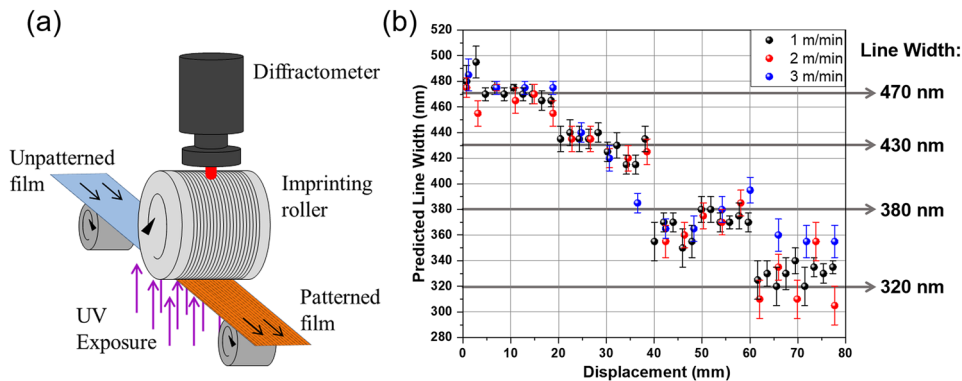 (a)
Diffractometer
Unpatterned
film
Imprinting
roller
UV
Exposure
Patterned
film
(b)
1 m/min
2 m/min
3 m/min
Line Width:
470 nm
430 nm
380 nm
320 nm
Predicted Line Width (nm)
520
500
480
460
440
420
400
380
360
340
320
300
280
0
10
20
30
40
50
60
70
80
Displacement (mm)